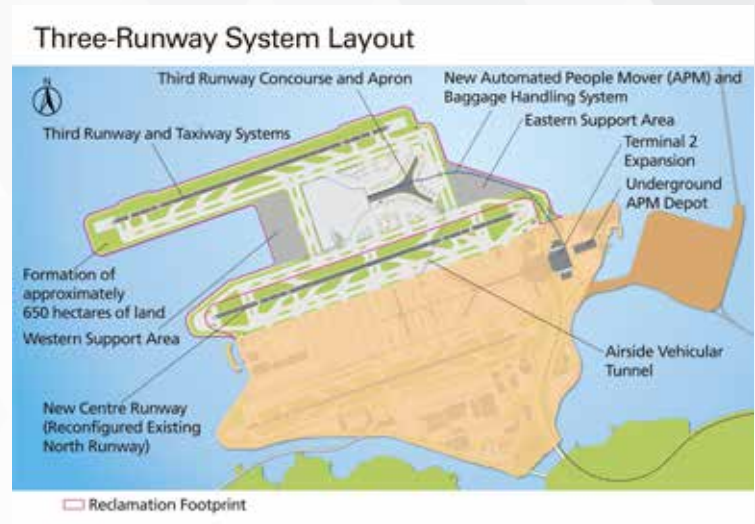 Three-Runway System Layout
N
Third Runway Concourse and Apron
New Automated People Mover (APM) and
Baggage Handling System
Third Runway and Taxiway Systems
Eastern Support Area
Terminal 2
Expansion
Underground
APM Depot
Formation of
approximately
650 hectares of land
Western Support Area
Airside Vehicular
Tunnel
New Centre Runway
(Reconfigured Existing
North Runway)
Reclamation Footprint